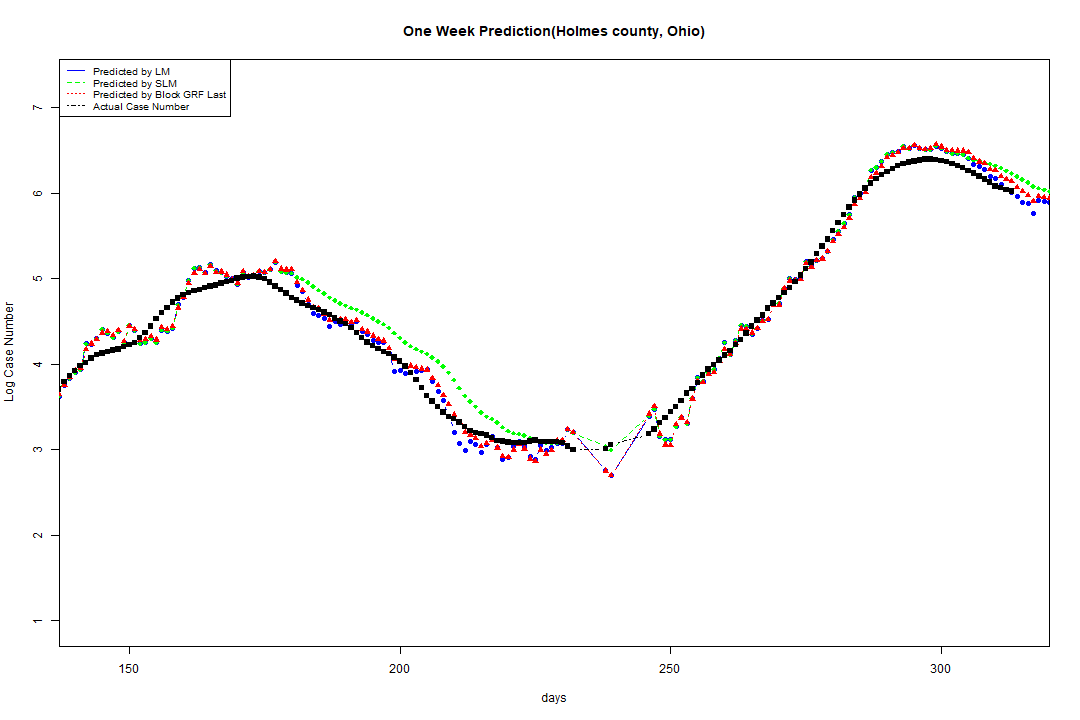 One Week Prediction(Holmes county, Ohio)
Predicted by LM
Predicted by SLM
Predicted by Block GRF Last
Actual Case Number
7
6
5
4
3
2
1
Log Case Number
150 200 250 300
days